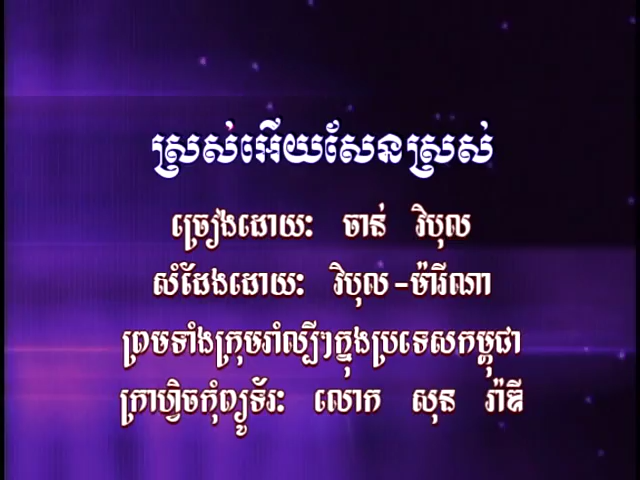 ស្រស់អើយសែនស្រស់
ច្រៀងដោយ: ចាន់ វិបុល
សំដែងដោយ: វិបុល -ម៉ារីណា
ព្រមទាំងក្រុមរាំល្បីៗក្នុងប្រទេសកម្ពុជា
ក្រាហ្វិចកុំព្យូទ័រ: លោក សុន រ៉ាឌី